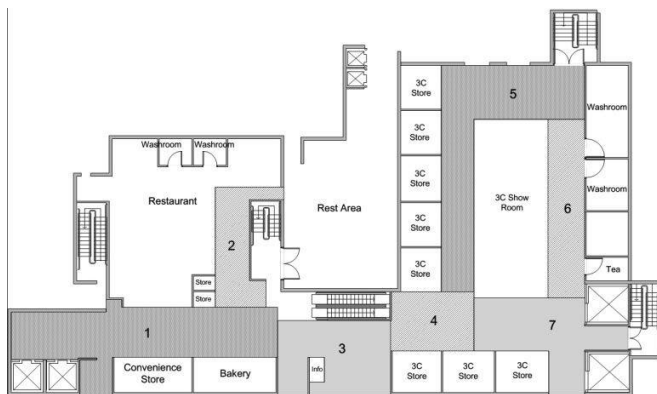 5
3C
Store
Washroom
3C
Store
Washroom
Washroom
3C
Store
Restaurant
Rest Area
3C Show
Room
Washroom
6
2
3C
Store
3C
Store
Tea
Store
Store
1
3
4
7
Convenience
Store
Bakery
Info
3C
Store
3C
Store
3C
Store